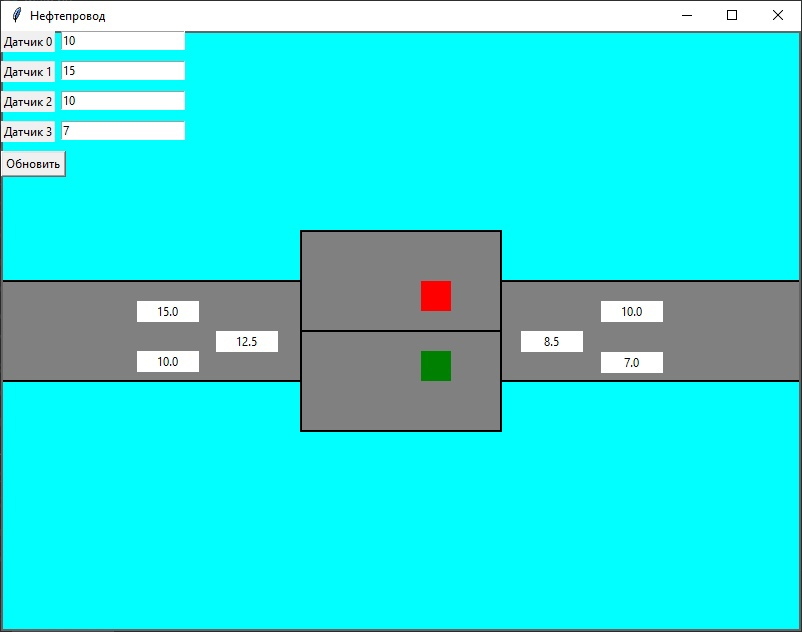 Нефтепровод
Датчик 0 10
Датчик 1 15
Датчик 2 10
Датчик 3 7
Обновить
15.0 10.0
12.5 8.5
10.0 7.0